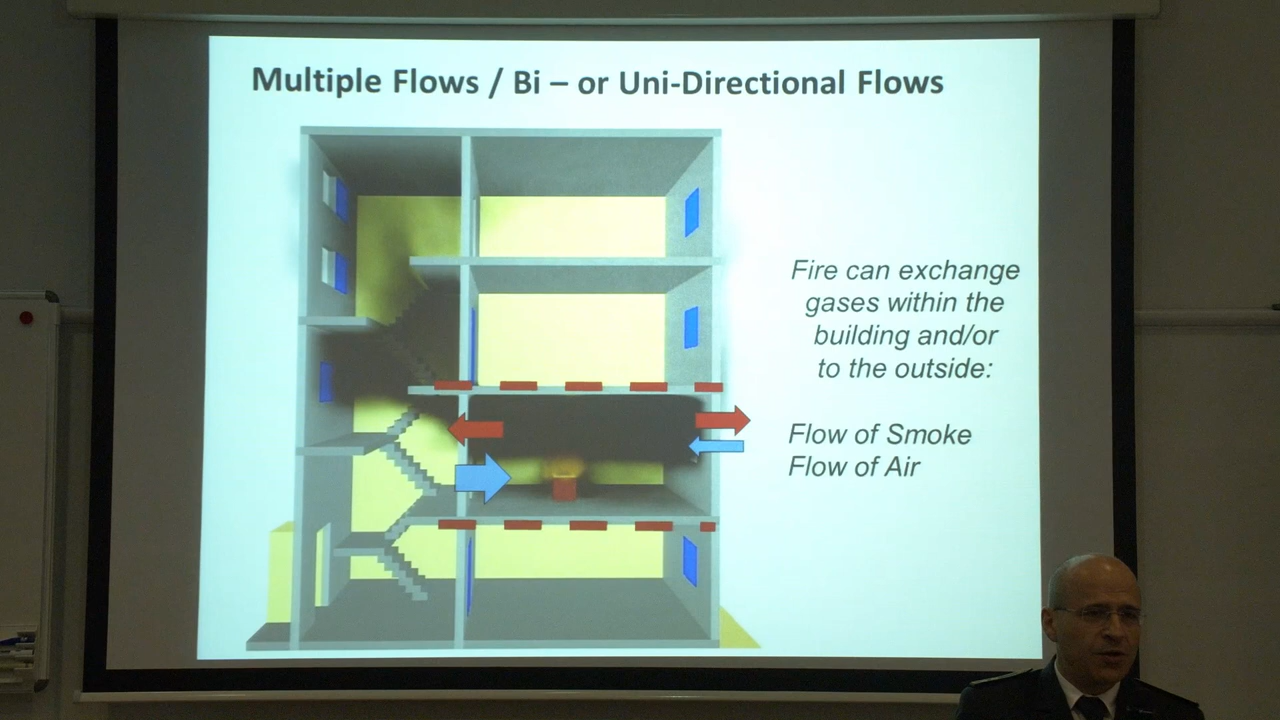 Multiple Flows / Bi – or Uni-Directional Flows
Fire can exchange
gases within the
building and/or
to the outside:
Flow of Smoke
Flow of Air